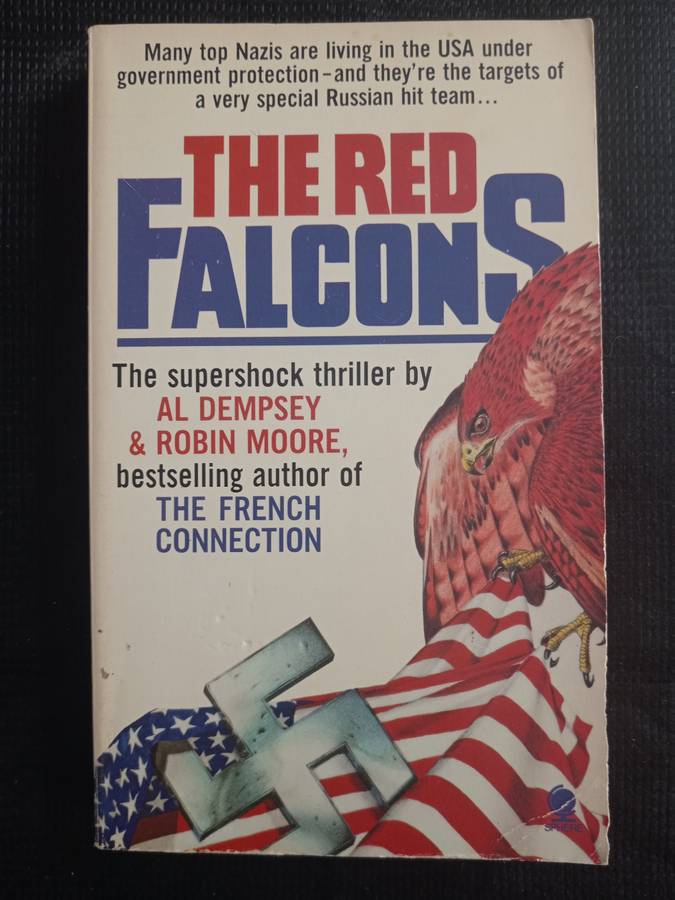 Many top Nazis are living in the USA under
government protection–and they're the targets of
a very special Russian hit team...
THE RED
FALCONS
The supershock thriller by
AL DEMPSEY
& ROBIN MOORE,
bestselling author of
THE FRENCH
CONNECTION
SPHERE